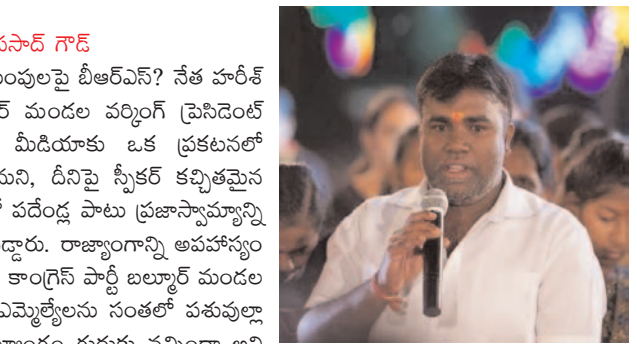 సాద్ గౌడ్
ంపులపై బీఆర్ఎస్? నేత హరీశ్
ర్ మండల వర్కింగ్ ప్రెసిడెంట్
మీడియాకు ఒక ప్రకటనలో
మని, దీనిపై స్పీకర్ కచ్చితమైన
పదేండ్ల పాటు ప్రజాస్వామ్యాన్ని
డ్డారు. రాజ్యాంగాన్ని అపహాస్యం
కాంగ్రెస్ పార్టీ బల్మూర్ మండల
ఎమ్మెల్యేలను సంతలో పశువుల్లా